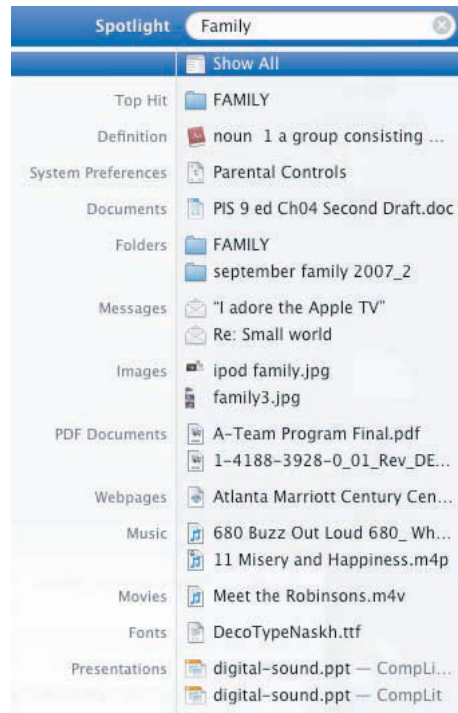 Spotlight Family
Show All
Top Hit FAMILY
Definition noun 1 a group consisting ...
System Preferences Parental Controls
Documents PIS 9 ed Ch04 Second Draft.doc
Folders FAMILY
september family 2007_2
Messages "I adore the Apple TV"
Re: Small world
Images ipod family.jpg
family3.jpg
PDF Documents A-Team Program Final.pdf
1-4188-3928-0_01_Rev_DE...
Webpages Atlanta Marriott Century Cen...
Music 680 Buzz Out Loud 680_ Wh...
11 Misery and Happiness.m4p
Movies Meet the Robinsons.m4v
Fonts DecoTypeNaskh.ttf
Presentations digital-sound.ppt — CompLi...
digital-sound.ppt — CompLit